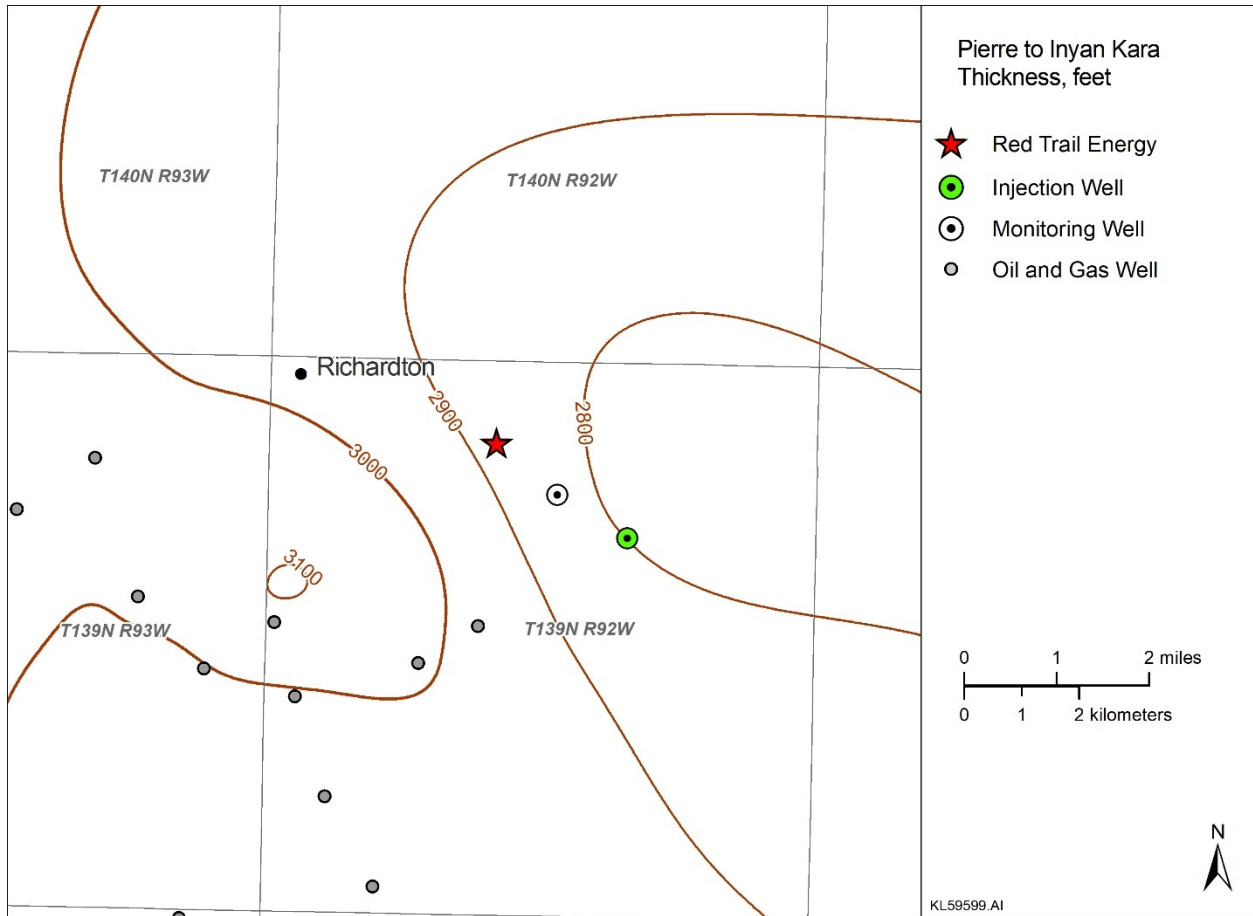 Pierre to Inyan Kara
Thickness, feet
Red Trail Energy
Injection Well
Monitoring Well
Oil and Gas Well
T140N R93W
T140N R92W
Richardton
2900
2800
3000
3100
T139N R93W
T139N R92W
0 1 2 miles
0 1 2 kilometers
N
KL59599.AI